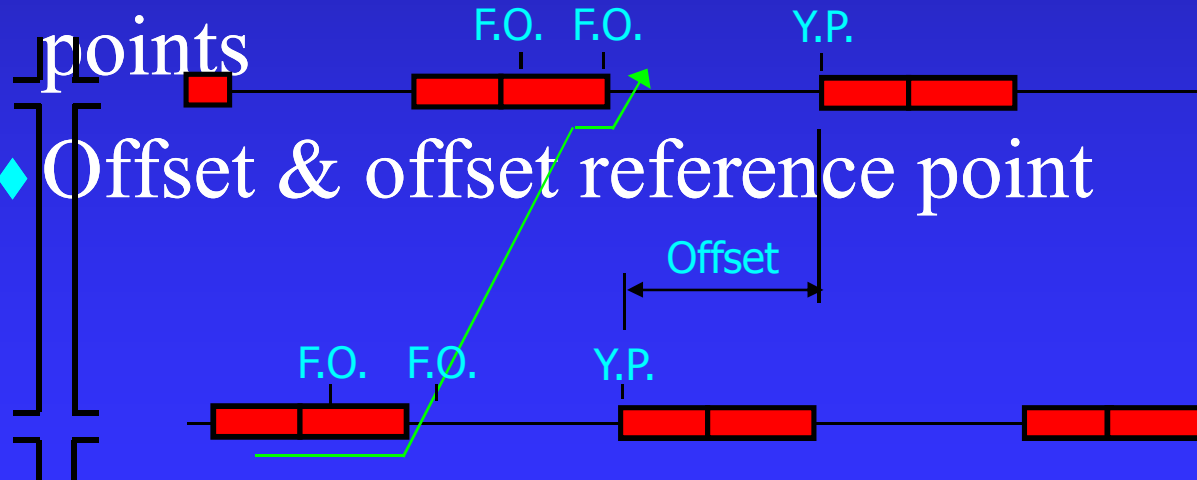 F.O. F.O. Y.P.
points
Offset & offset reference point
Offset
F.O. F.O. Y.P.